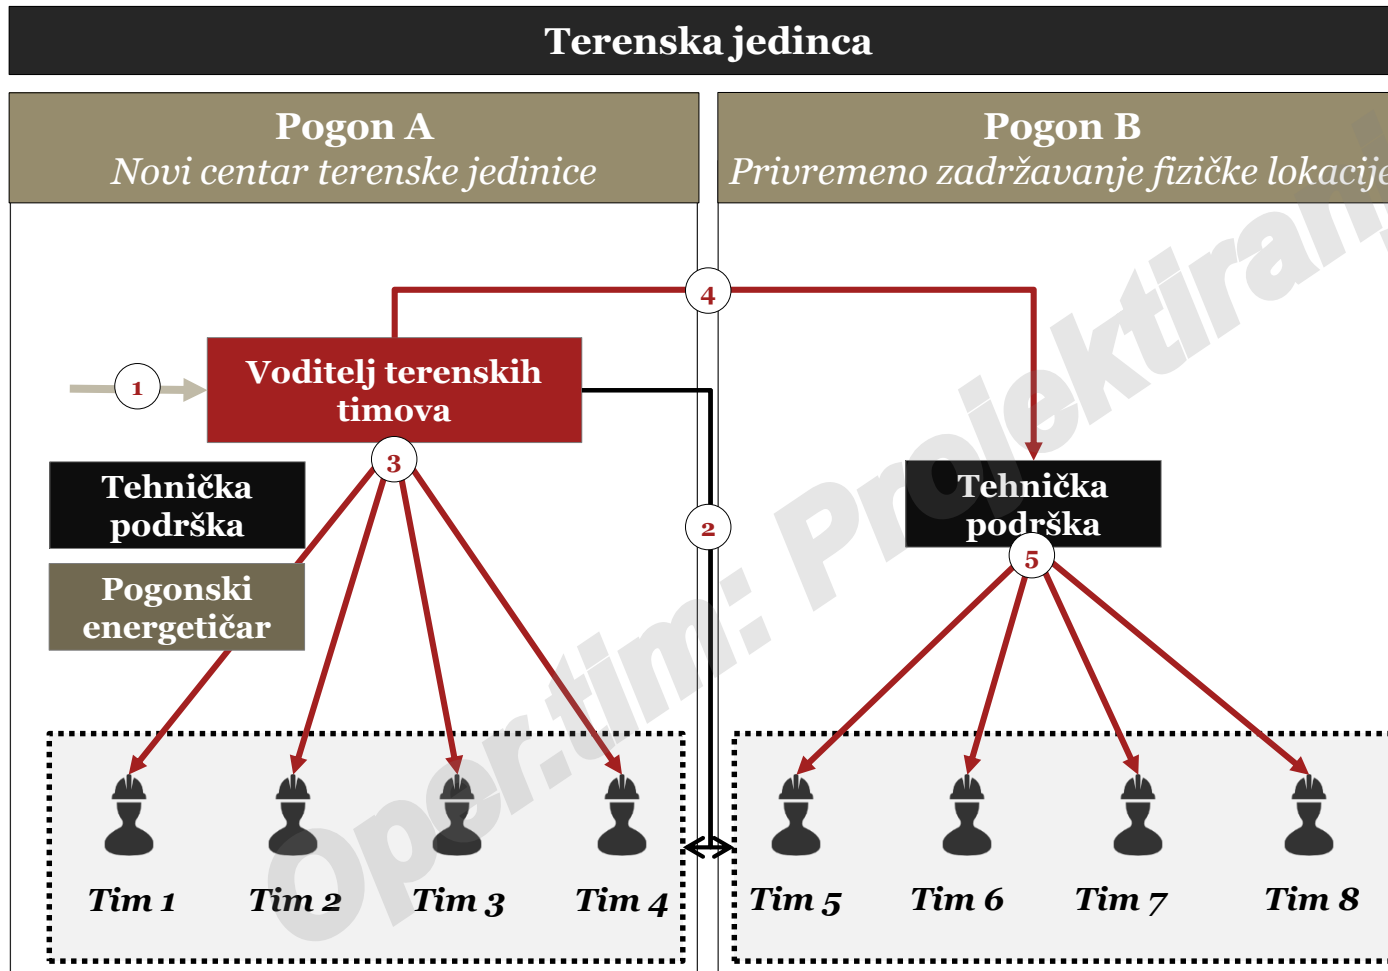 Terenska jedinca
Pogon A
Novi centar terenske jedinice
Pogon B
Privremeno zadržavanje fizičke lokacije
4
1
Voditelj terenskih
timova
3
Tehnička
podrška
Pogonski
energetičar
2
Tehnička
podrška
5
Tim 1
Tim 2
Tim 3
Tim 4
Tim 5
Tim 6
Tim 7
Tim 8
Oper.tim: Projektiranj